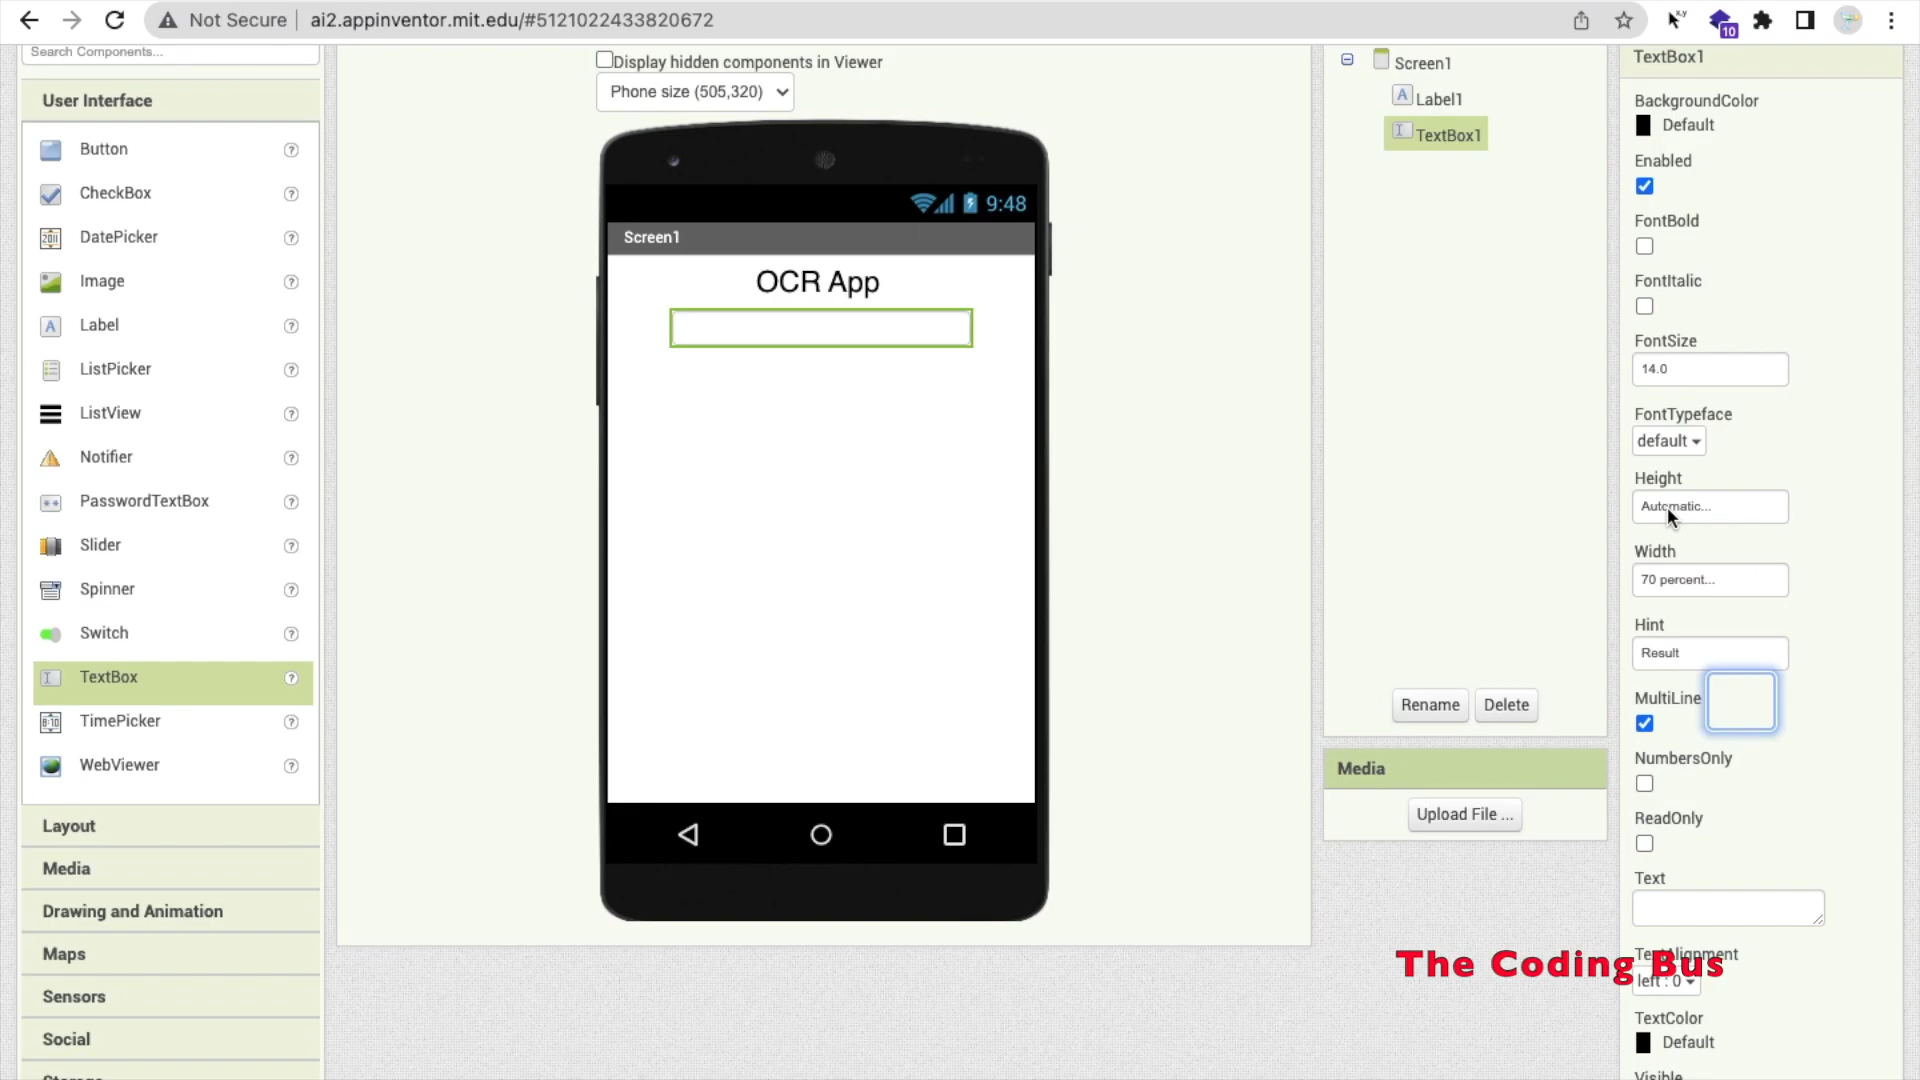 Not Secure
ai2.appinventor.mit.edu/#5121022433820672
10
Search Components...
User Interface
Button
CheckBox
DatePicker
Image
Label
ListPicker
ListView
Notifier
PasswordTextBox
Slider
Spinner
Switch
TextBox
TimePicker
WebViewer
Layout
Media
Drawing and Animation
Maps
Sensors
Social
Display hidden components in Viewer
Phone size (505,320)
9:48
Screen1
OCR App
Screen1
Label1
TextBox1
Rename
Delete
Media
Upload File ...
The Coding Bus
TextBox1
BackgroundColor
Default
Enabled
FontBold
FontItalic
FontSize
14.0
FontTypeface
default
Height
Automatic...
Width
70 percent...
Hint
Result
MultiLine
NumbersOnly
ReadOnly
Text
TextAlignment
left : 0
TextColor
Default
Visible